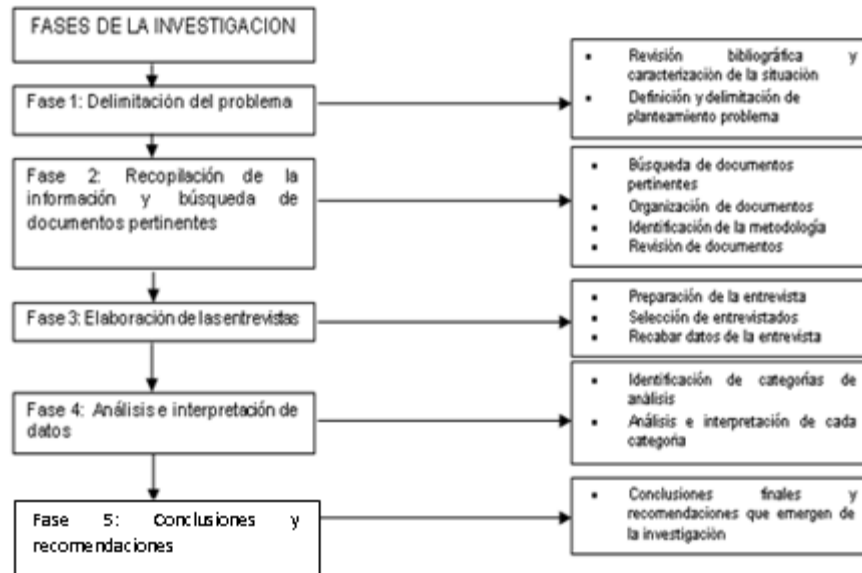 FASES DE LA INVESTIGACION
Fase 1: Delimitación del problema
▪ Revisión bibliográfica y
caracterización de la situación
▪ Definición y delimitación de
planteamiento problema
Fase 2: Recopilación de la
información y búsqueda de
documentos pertinentes
▪ Búsqueda de documentos
pertinentes
▪ Organización de documentos
▪ Identificación de la metodología
▪ Revisión de documentos
Fase 3: Elaboración de las entrevistas
▪ Preparación de la entrevista
▪ Selección de entrevistados
▪ Recabar datos de la entrevista
Fase 4: Análisis e interpretación de
datos
▪ Identificación de categorías de
análisis
▪ Análisis e interpretación de cada
categoría
Fase 5: Conclusiones y
recomendaciones
▪ Conclusiones finales y
recomendaciones que emergen de
la investigación